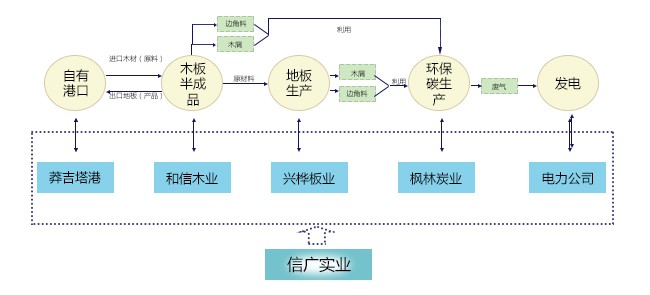 边角料
木屑
利用
进口木材（原料）
自有
港口
出口地板（产品）
木板
半成
品
原材料
地板
生产
木屑
边角料
利用
环保
碳生
产
废气
发电
莽吉塔港
和信木业
兴桦板业
枫林炭业
电力公司
信广实业